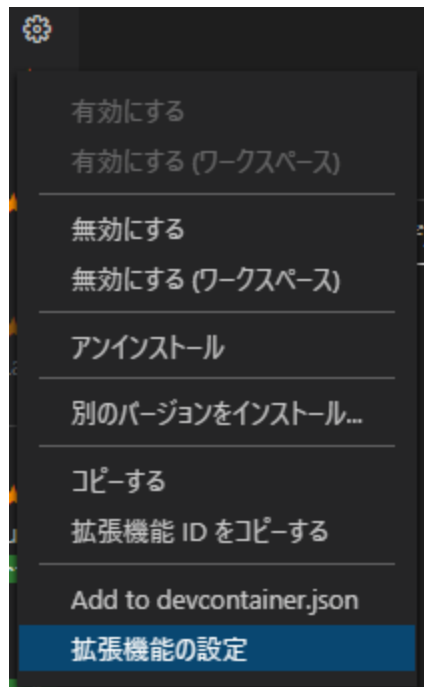 有効にする
有効にする (ワークスペース)
無効にする
無効にする (ワークスペース)
アンインストール
別のバージョンをインストール...
コピーする
拡張機能 ID をコピーする
Add to devcontainer.json
拡張機能の設定